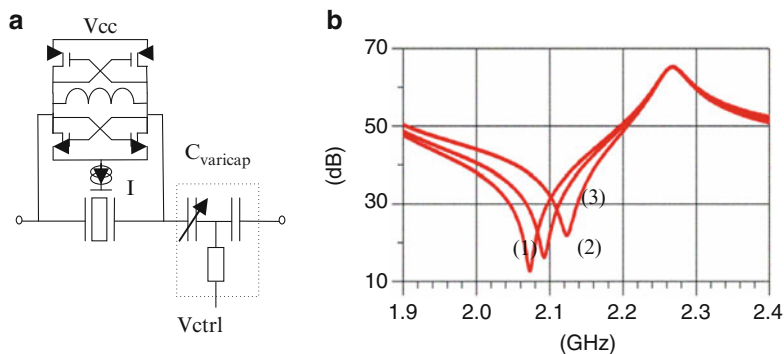 a
Vcc
I
C_varicap
Vctrl
b
70
50
30
10
(dB)
(1)
(2)
(3)
1.9 2.0 2.1 2.2 2.3 2.4
(GHz)